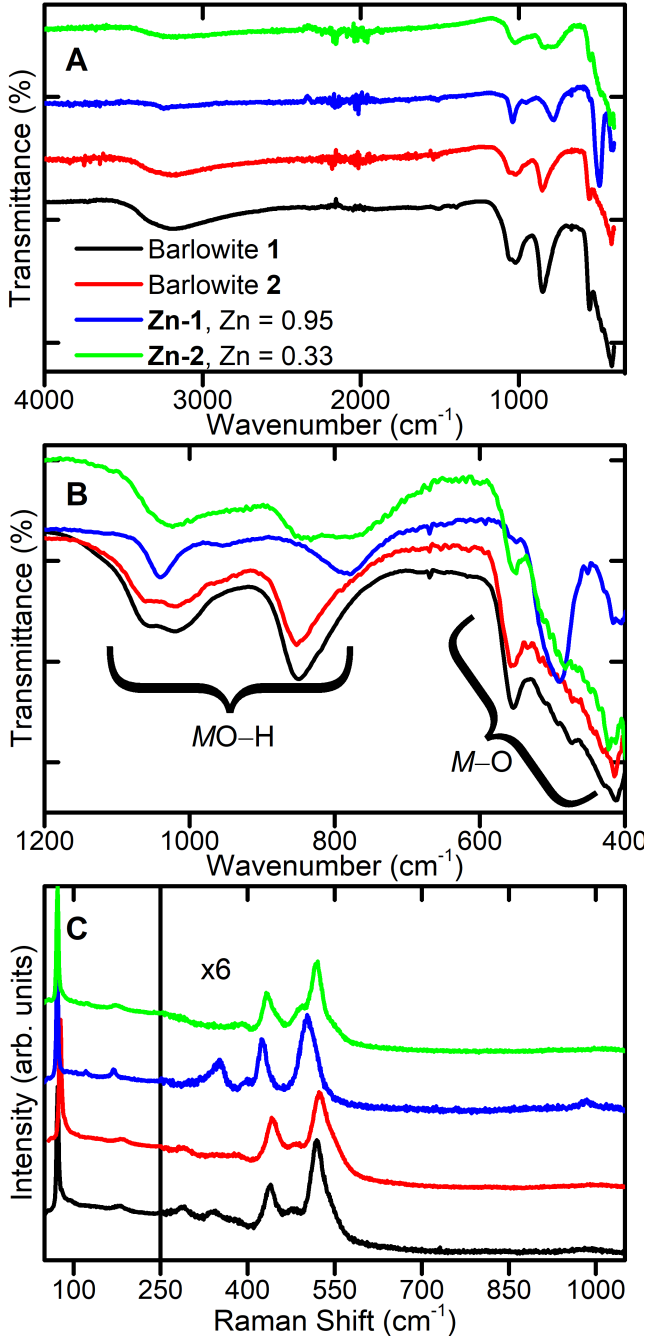 A
Transmittance (%)
Barlowite 1
Barlowite 2
Zn-1, Zn = 0.95
Zn-2, Zn = 0.33
4000 3000 2000 1000
Wavenumber (cm-1)
B
Transmittance (%)
MO–H
M–O
1200 1000 800 600 400
Wavenumber (cm-1)
C
x6
Intensity (arb. units)
100 250 400 550 700 850 1000
Raman Shift (cm-1)